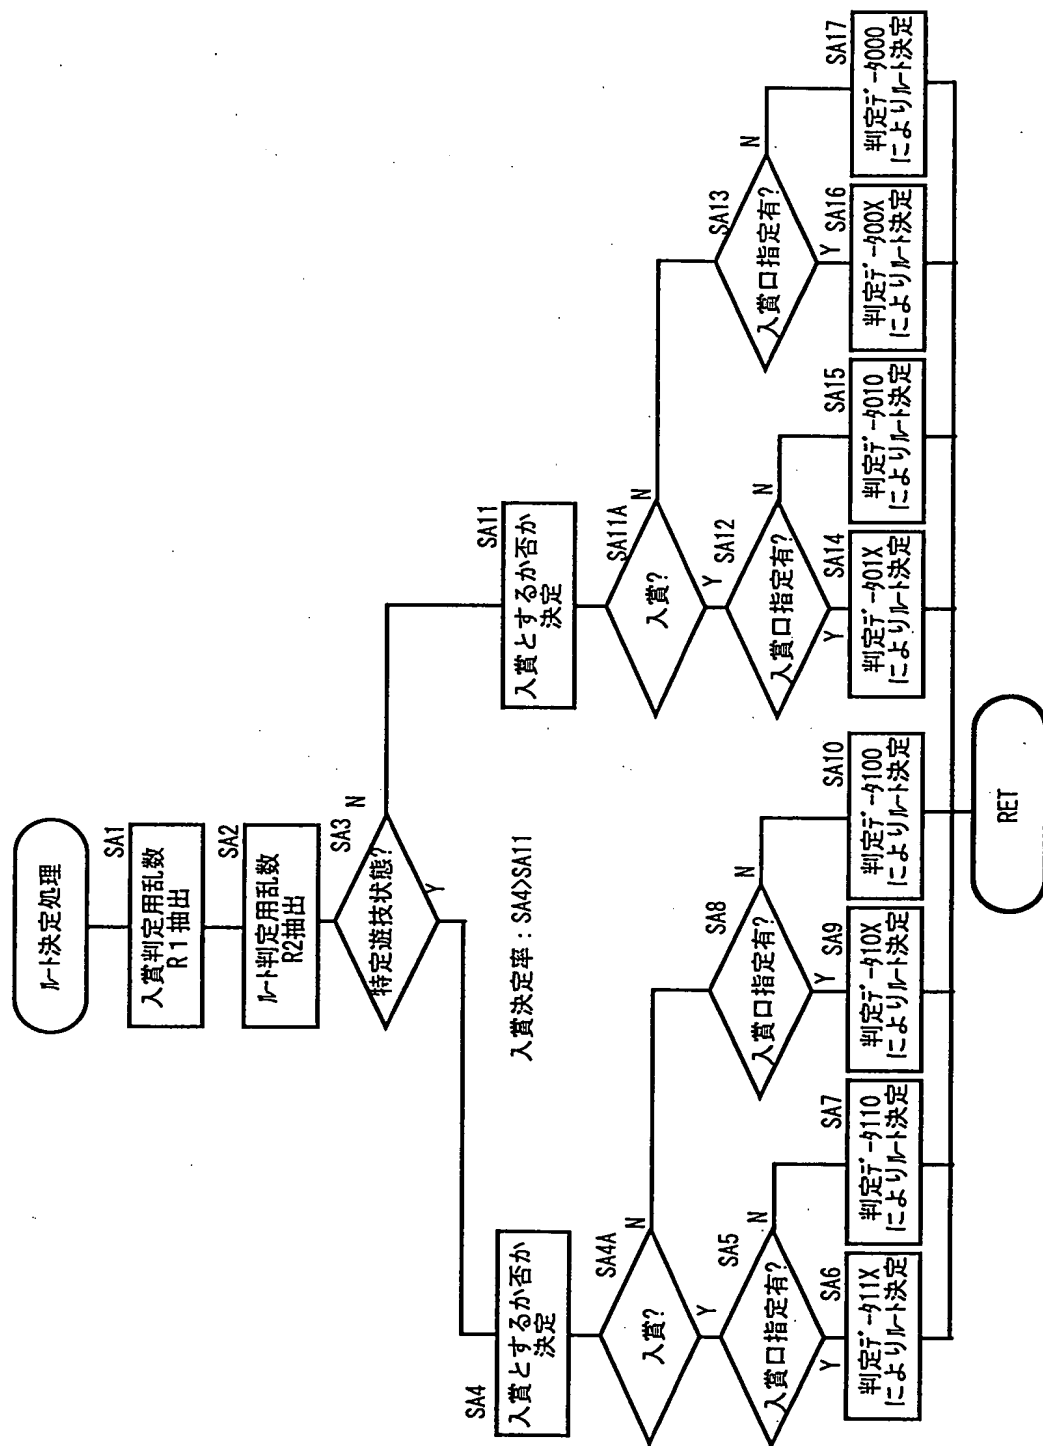 ルート決定処理
SA1
入賞判定用乱数
R1抽出
SA2
ルート判定用乱数
R2抽出
SA3
特定遊技状態?
N
Y
SA4
入賞とするか否か
決定
入賞決定率:SA4>SA11
SA11
入賞とするか否か
決定
SA4A
入賞?
N
Y
SA11A
入賞?
N
Y
SA5
入賞口指定有?
N
Y
SA8
入賞口指定有?
N
Y
SA12
入賞口指定有?
N
Y
SA13
入賞口指定有?
N
Y
SA6
判定データ11X
によりルート決定
SA7
判定データ110
によりルート決定
SA9
判定データ10X
によりルート決定
SA10
判定データ100
によりルート決定
SA14
判定データ01X
によりルート決定
SA15
判定データ010
によりルート決定
SA16
判定データ00X
によりルート決定
SA17
判定データ000
によりルート決定
RET